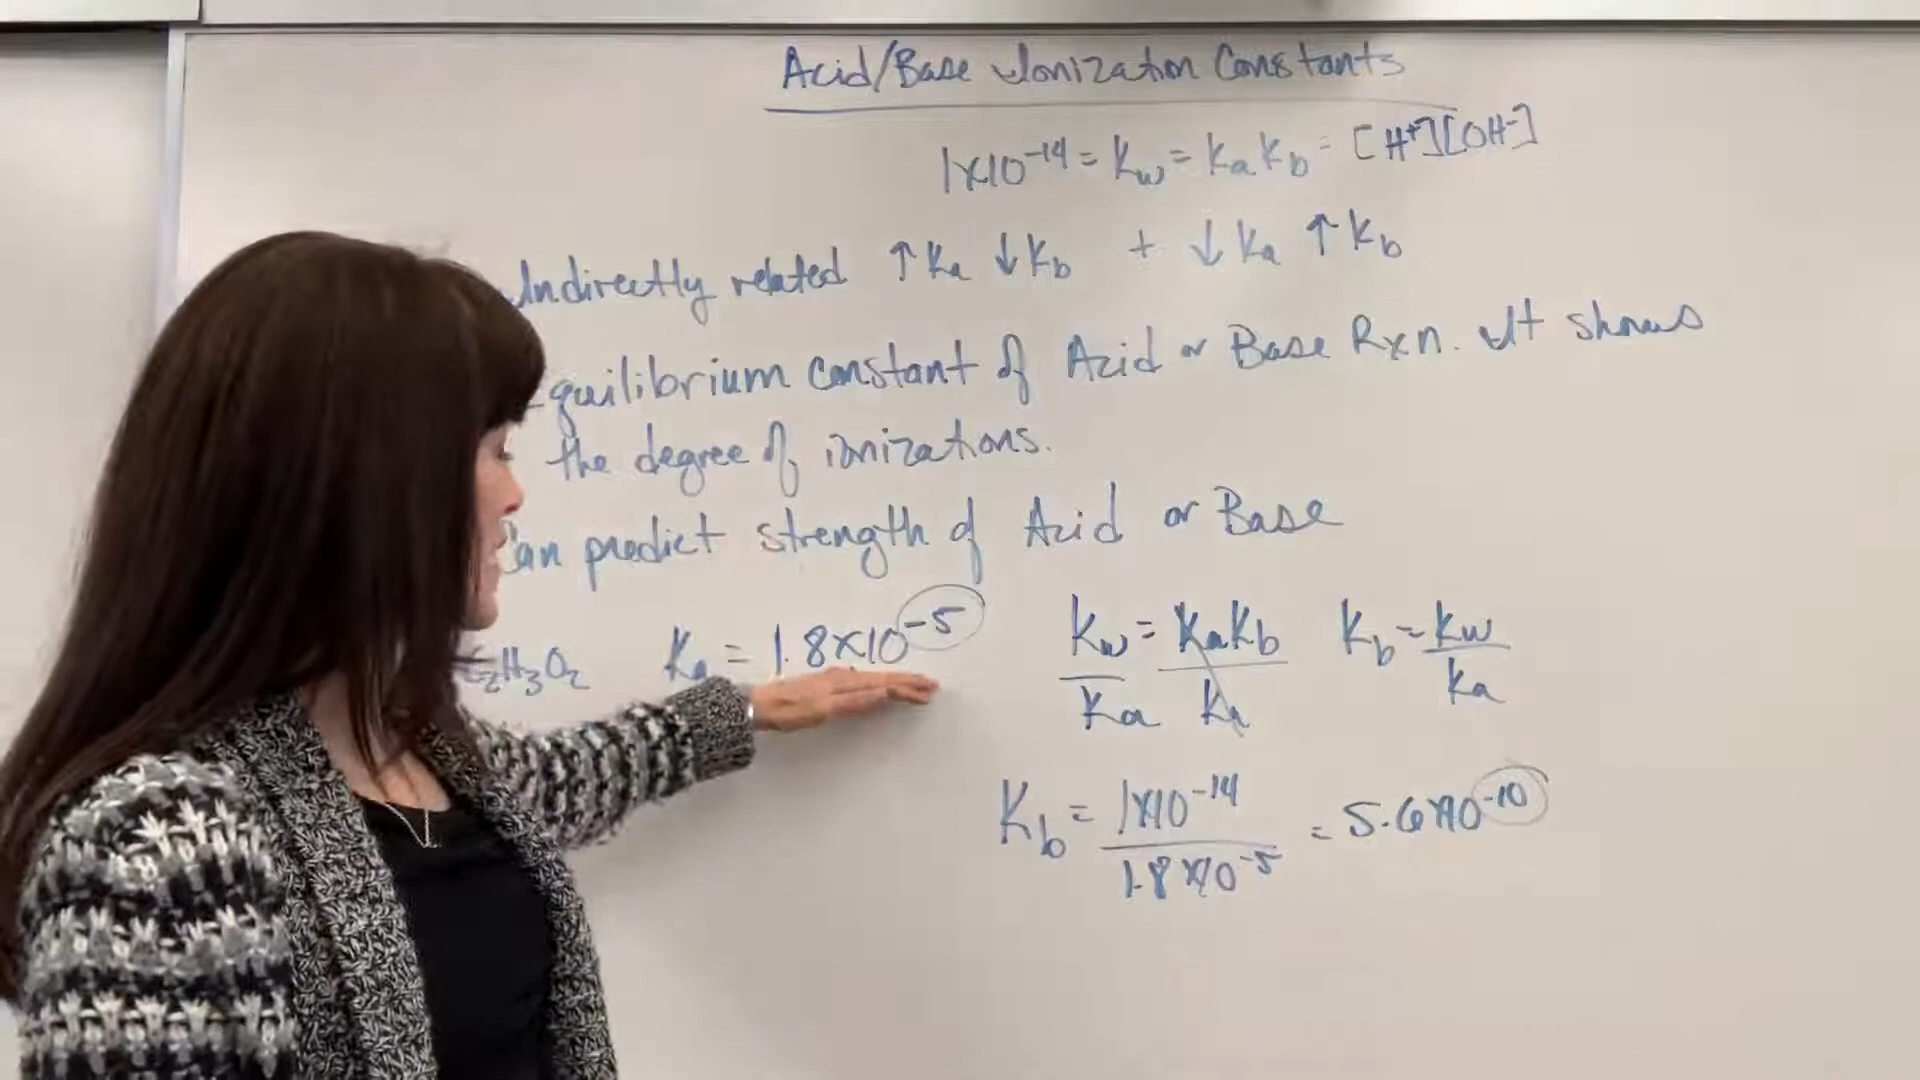 Acid/Base Ionization Constants
1x10⁻¹⁴ = Kw = Ka Kb = [H⁺][OH⁻]
Indirectly related ↑Ka ↓Kb + ↓Ka ↑Kb
Equilibrium constant of Acid or Base Rxn. It shows
the degree of ionizations.
Can predict strength of Acid or Base
C₂H₃O₂ Ka = 1.8x10⁻⁵
Kw/Ka = KaKb/Ka Kb = Kw/Ka
Kb = 1x10⁻¹⁴/1.8x10⁻⁵ = 5.6x10⁻¹⁰